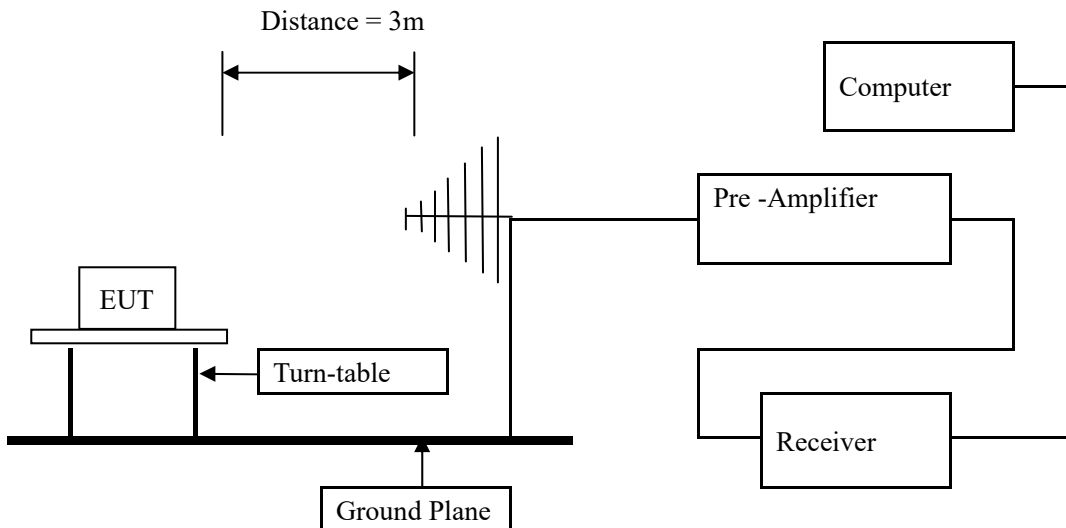 Distance = 3m
Computer
Pre -Amplifier
EUT
Turn-table
Receiver
Ground Plane